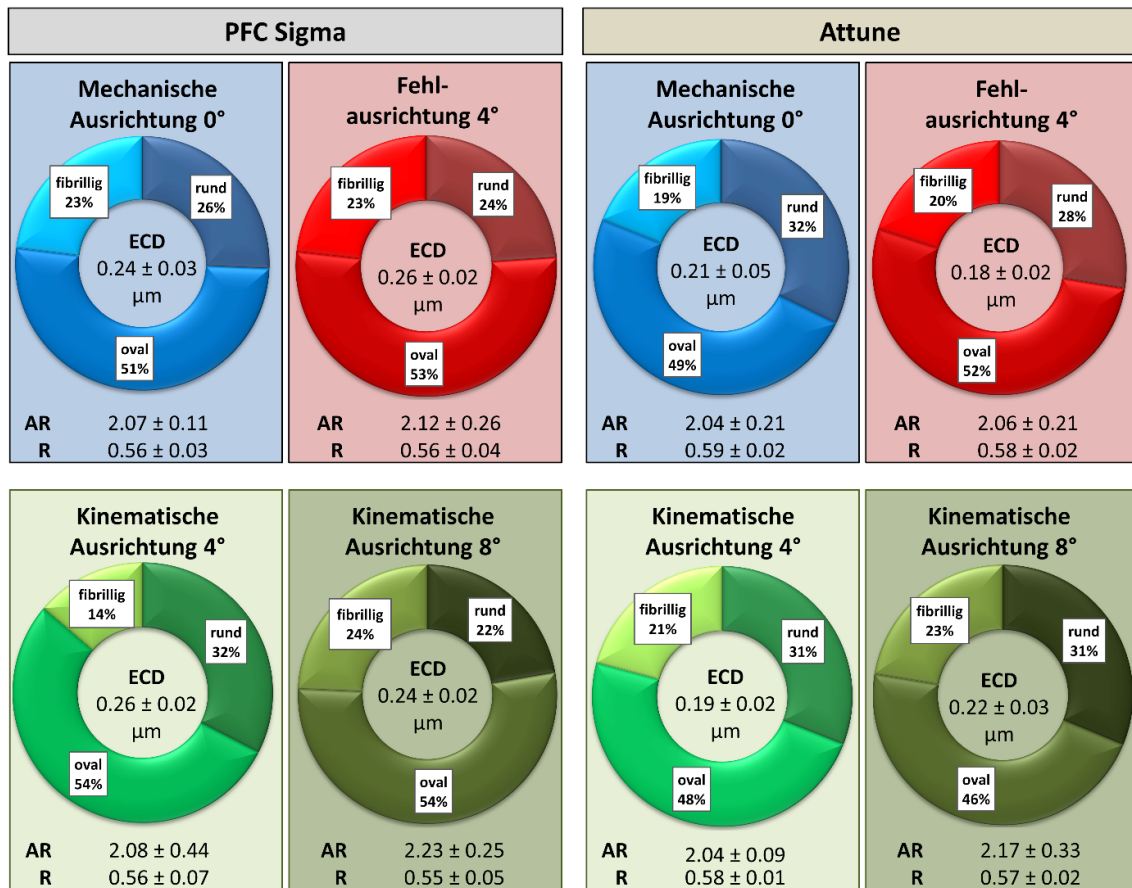 PFC Sigma
Mechanische
Ausrichtung 0°
fibrillig
23%
rund
26%
ECD
0.24 ± 0.03
µm
oval
51%
AR 2.07 ± 0.11
R 0.56 ± 0.03
Fehl-
ausrichtung 4°
fibrillig
23%
rund
24%
ECD
0.26 ± 0.02
µm
oval
53%
AR 2.12 ± 0.26
R 0.56 ± 0.04
Attune
Mechanische
Ausrichtung 0°
fibrillig
19%
rund
32%
ECD
0.21 ± 0.05
µm
oval
49%
AR 2.04 ± 0.21
R 0.59 ± 0.02
Fehl-
ausrichtung 4°
fibrillig
20%
rund
28%
ECD
0.18 ± 0.02
µm
oval
52%
AR 2.06 ± 0.21
R 0.58 ± 0.02
Kinematische
Ausrichtung 4°
fibrillig
14%
rund
32%
ECD
0.26 ± 0.02
µm
oval
54%
AR 2.08 ± 0.44
R 0.56 ± 0.07
Kinematische
Ausrichtung 8°
fibrillig
24%
rund
22%
ECD
0.24 ± 0.02
µm
oval
54%
AR 2.23 ± 0.25
R 0.55 ± 0.05
Kinematische
Ausrichtung 4°
fibrillig
21%
rund
31%
ECD
0.19 ± 0.02
µm
oval
48%
AR 2.04 ± 0.09
R 0.58 ± 0.01
Kinematische
Ausrichtung 8°
fibrillig
23%
rund
31%
ECD
0.22 ± 0.03
µm
oval
46%
AR 2.17 ± 0.33
R 0.57 ± 0.02